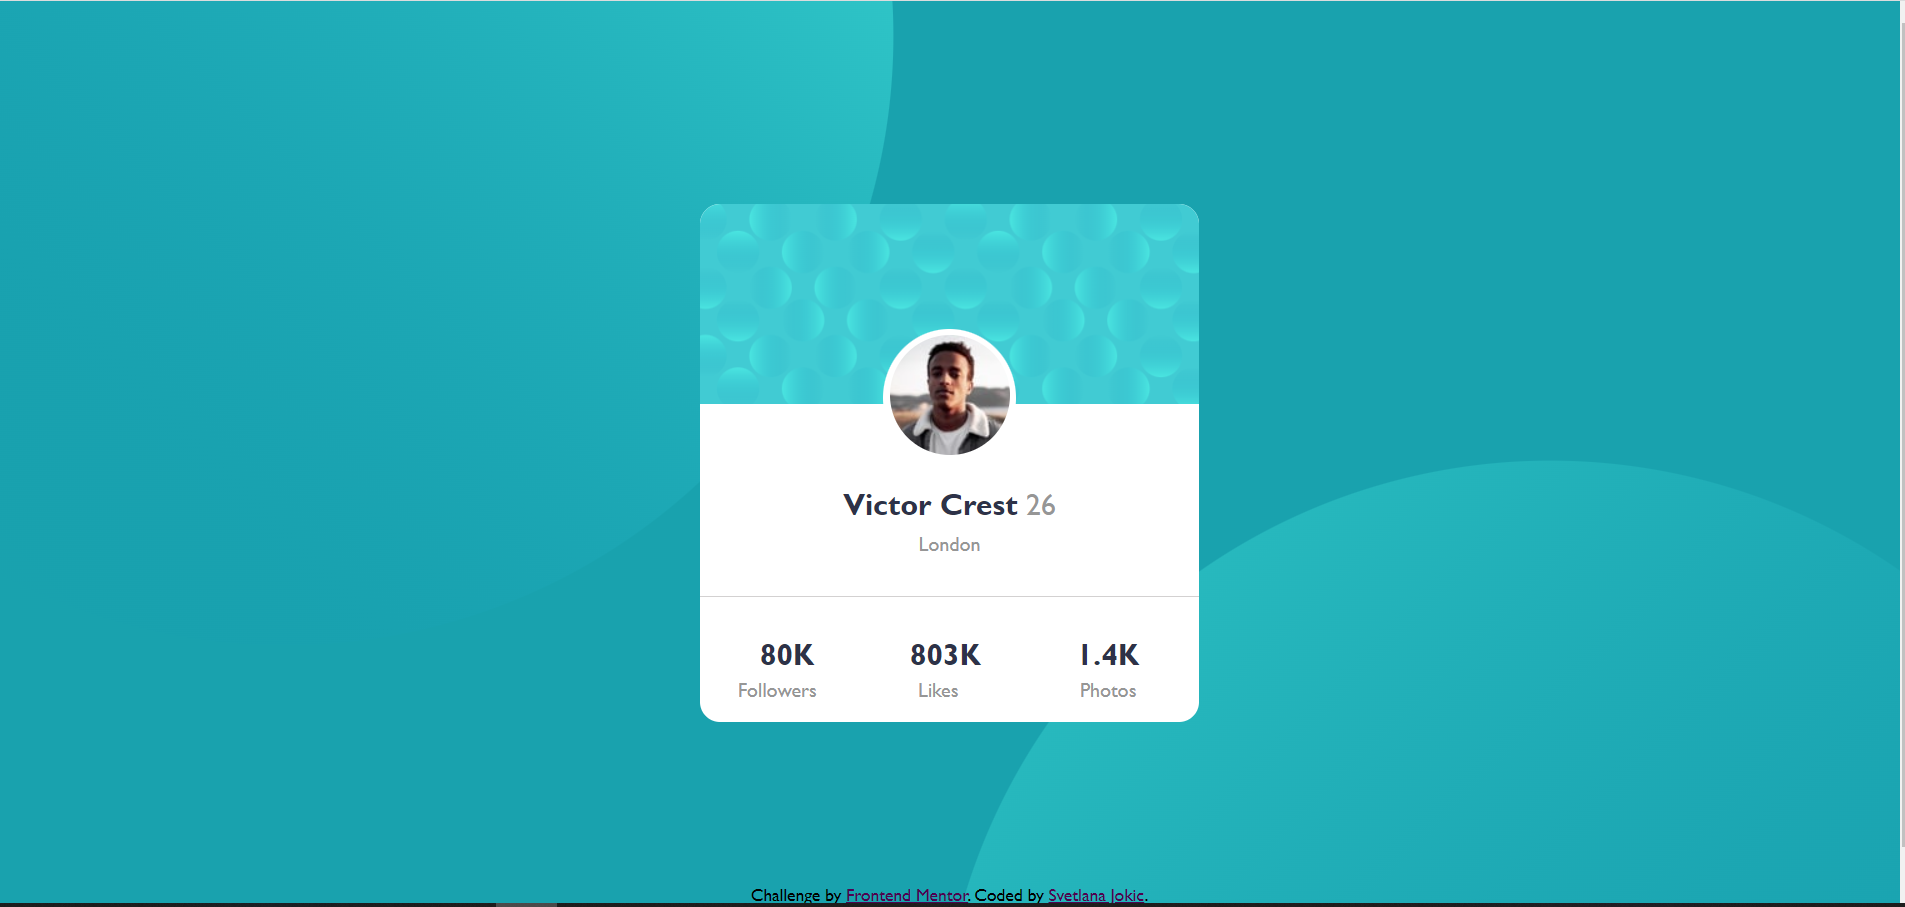 Victor Crest 26
London
80K 803K 1.4K
Followers Likes Photos
Challenge by Frontend Mentor. Coded by Svetlana Jokic.